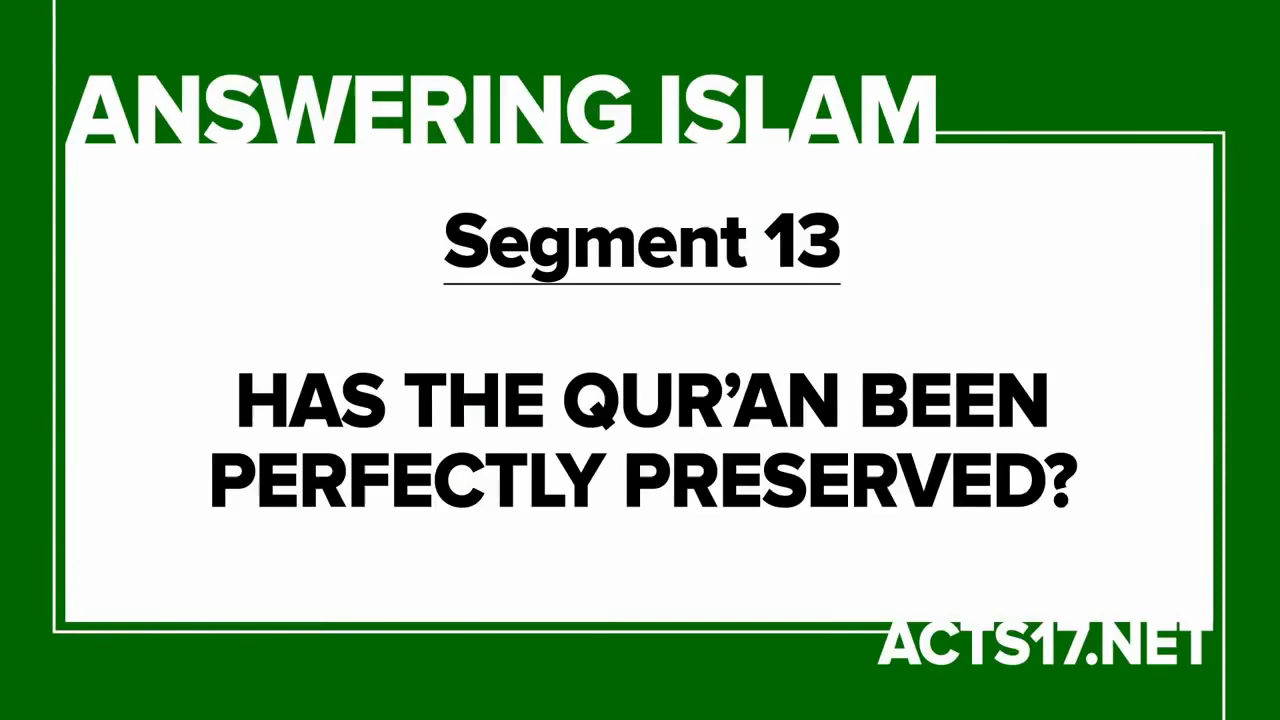 ANSWERING ISLAM
Segment 13
HAS THE QUR’AN BEEN
PERFECTLY PRESERVED?
ACTS17.NET